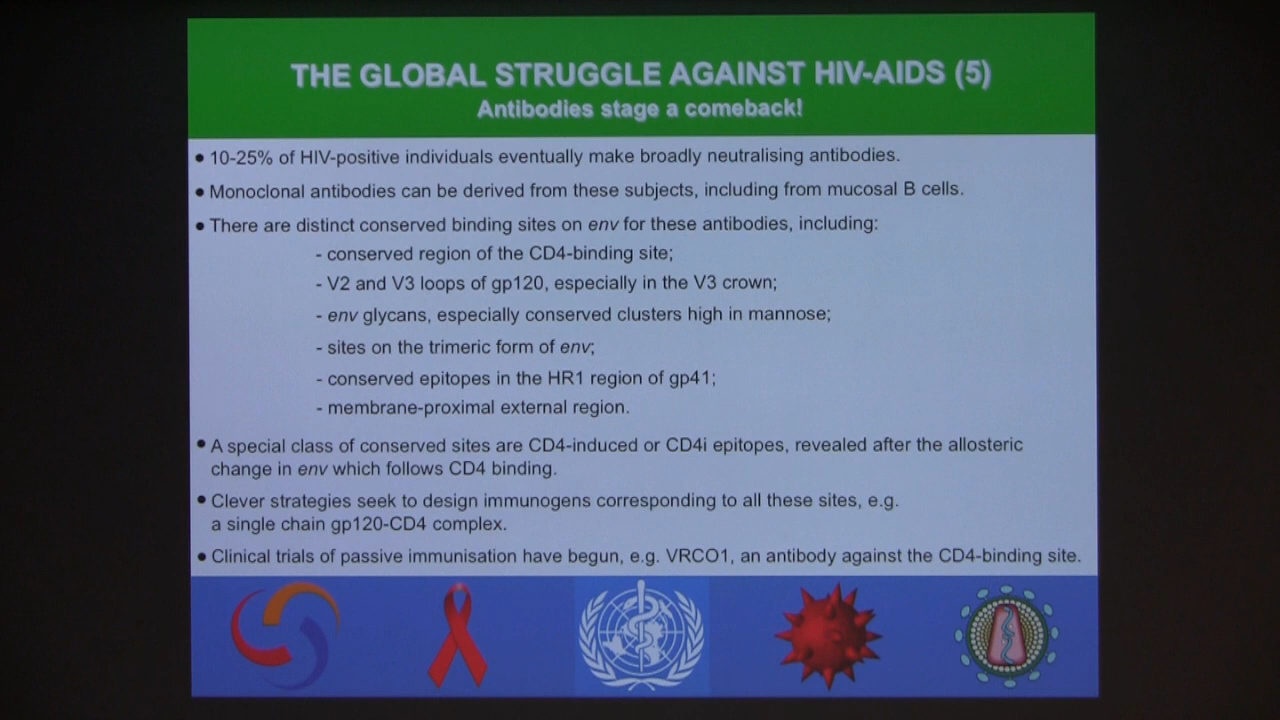 THE GLOBAL STRUGGLE AGAINST HIV-AIDS (5)
Antibodies stage a comeback!
• 10-25% of HIV-positive individuals eventually make broadly neutralising antibodies.
• Monoclonal antibodies can be derived from these subjects, including from mucosal B cells.
• There are distinct conserved binding sites on env for these antibodies, including:
- conserved region of the CD4-binding site;
- V2 and V3 loops of gp120, especially in the V3 crown;
- env glycans, especially conserved clusters high in mannose;
- sites on the trimeric form of env;
- conserved epitopes in the HR1 region of gp41;
- membrane-proximal external region.
• A special class of conserved sites are CD4-induced or CD4i epitopes, revealed after the allosteric
change in env which follows CD4 binding.
• Clever strategies seek to design immunogens corresponding to all these sites, e.g.
a single chain gp120-CD4 complex.
• Clinical trials of passive immunisation have begun, e.g. VRCO1, an antibody against the CD4-binding site.